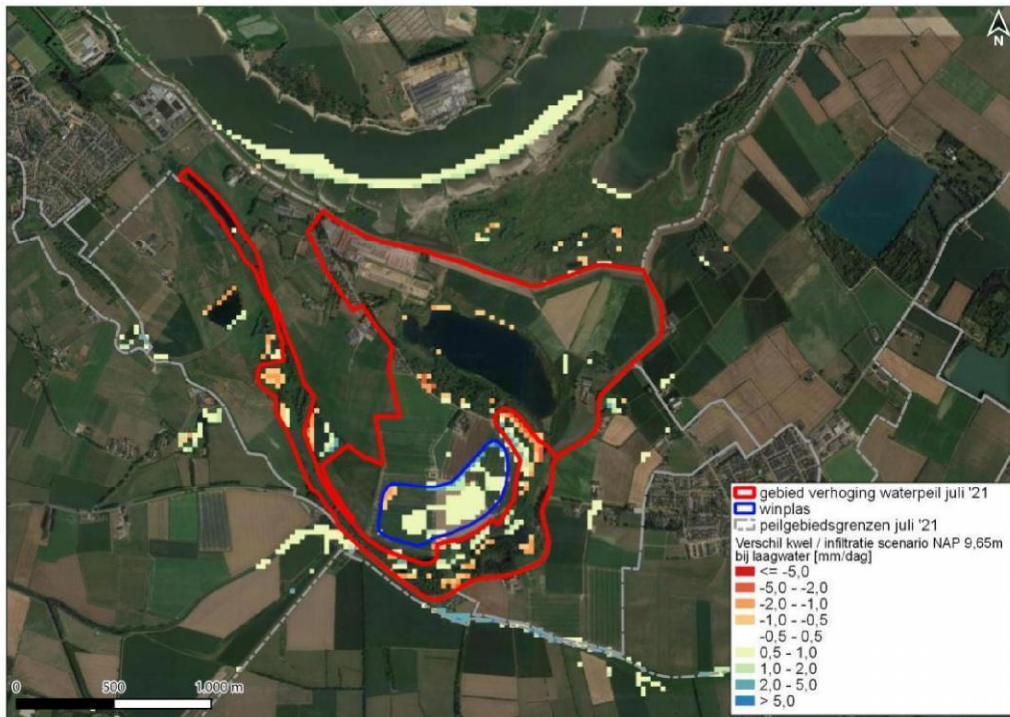 N
gebied verhoging waterpeil juli '21
winplas
peilgebiedsgrenzen juli '21
Verschil kwel / infiltratie scenario NAP 9,65m
bij laagwater [mm/dag]
<= -5,0
-5,0 - -2,0
-2,0 - -1,0
-1,0 - -0,5
-0,5 - 0,5
0,5 - 1,0
1,0 - 2,0
2,0 - 5,0
> 5,0
0 500 1.000 m